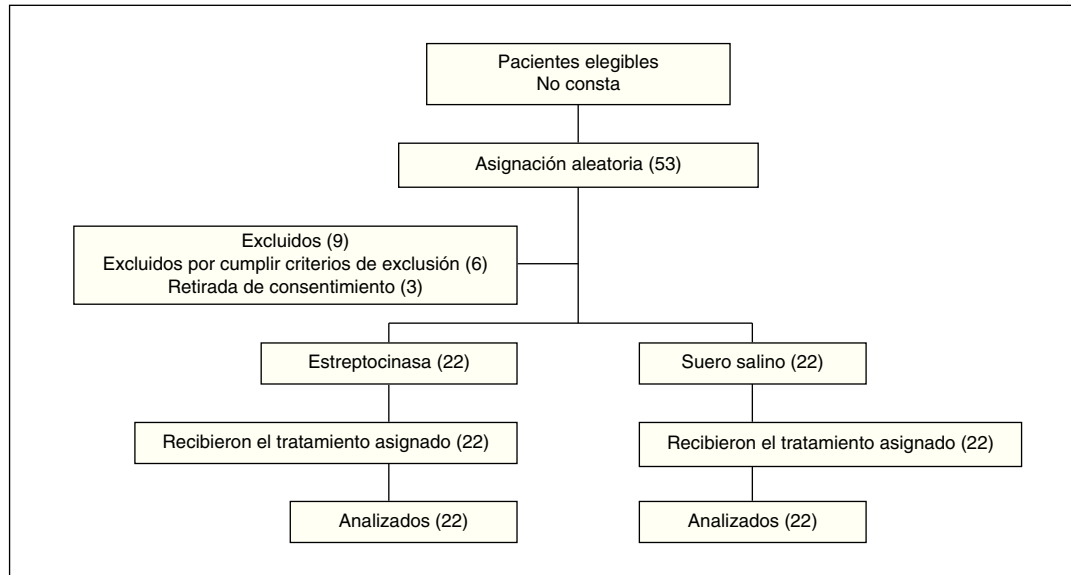 Pacientes elegibles
No consta
Asignación aleatoria (53)
Excluidos (9)
Excluidos por cumplir criterios de exclusión (6)
Retirada de consentimiento (3)
Estreptocinasa (22)
Suero salino (22)
Recibieron el tratamiento asignado (22)
Recibieron el tratamiento asignado (22)
Analizados (22)
Analizados (22)